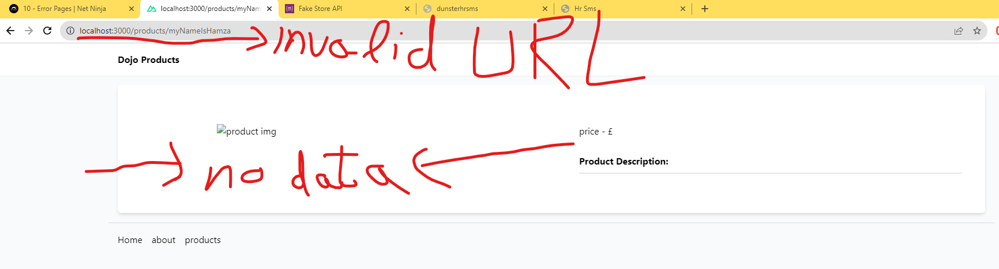 10 - Error Pages | Net Ninja
localhost:3000/products/myNam
Fake Store API
dunsterhrsms
Hr Sms
localhost:3000/products/myNameIsHamza
invalid URL
Dojo Products
product img
price - £
no data
Product Description:
Home about products